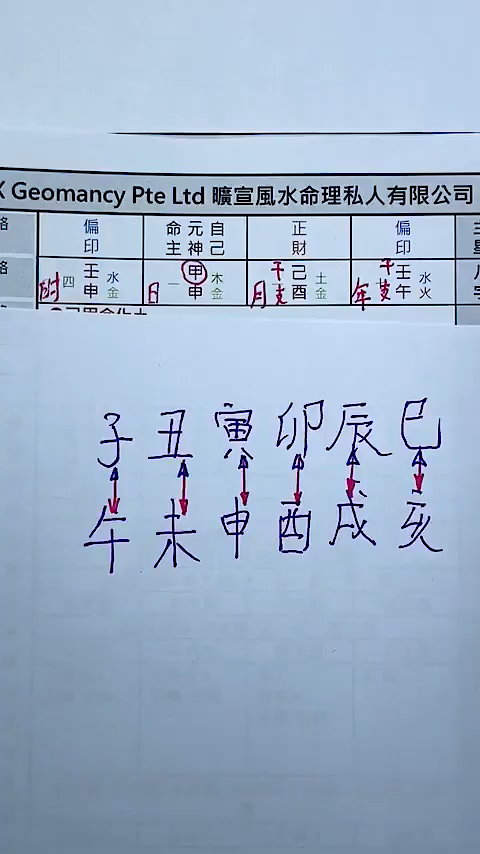 X Geomancy Pte Ltd 曠宣風水命理私人有限公司
格 偏印 命主 元神 自己 正財 偏印
格 時 四 壬申 水金 日 一 甲申 木金 月 干支 己酉 土金 年 干支 壬午 水火
子 丑 寅 卯 辰 巳
午 未 申 酉 戌 亥